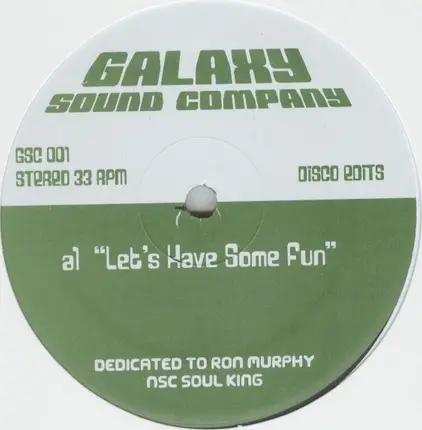 GALAXY
SOUND COMPANY
GSC 001
STEREO 33 RPM
DISCO EDITS
a1 "Let's Have Some Fun"
DEDICATED TO RON MURPHY
NSC SOUL KING